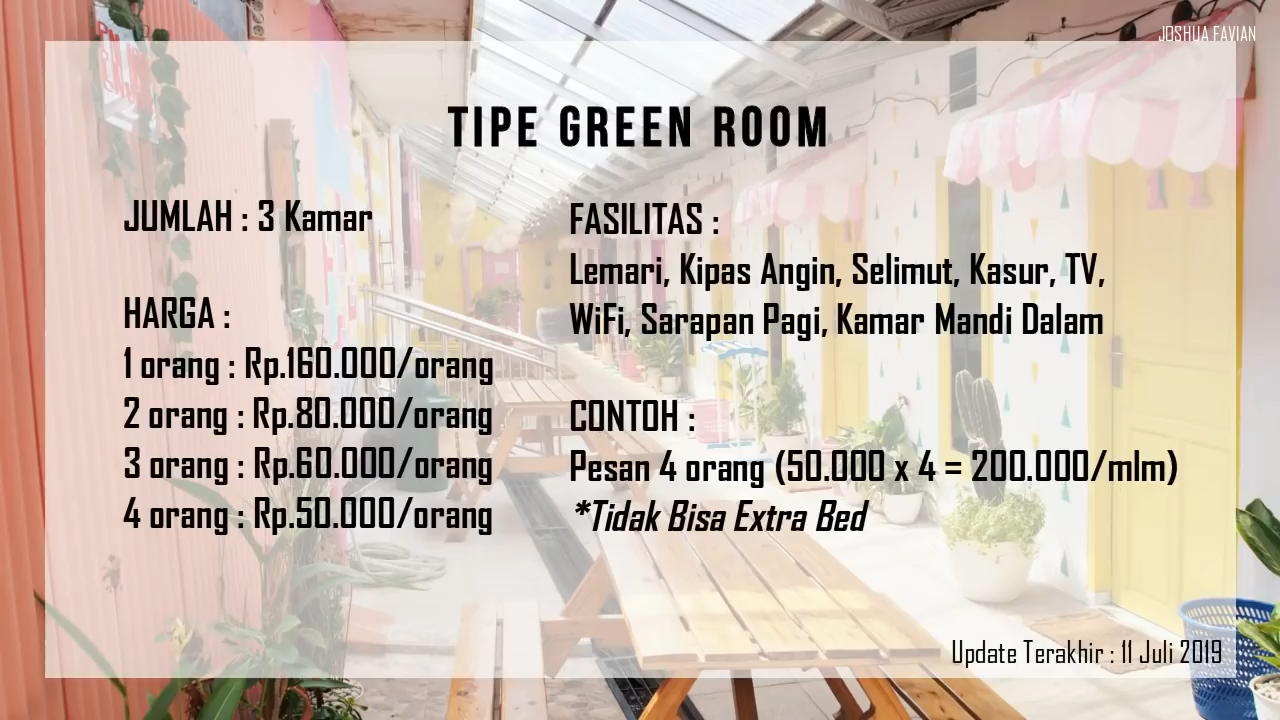 JOSHUA FAVIAN
TIPE GREEN ROOM
JUMLAH : 3 Kamar
HARGA :
1 orang : Rp.160.000/orang
2 orang : Rp.80.000/orang
3 orang : Rp.60.000/orang
4 orang : Rp.50.000/orang
FASILITAS :
Lemari, Kipas Angin, Selimut, Kasur, TV,
WiFi, Sarapan Pagi, Kamar Mandi Dalam
CONTOH :
Pesan 4 orang (50.000 x 4 = 200.000/mlm)
*Tidak Bisa Extra Bed
Update Terakhir : 11 Juli 2019